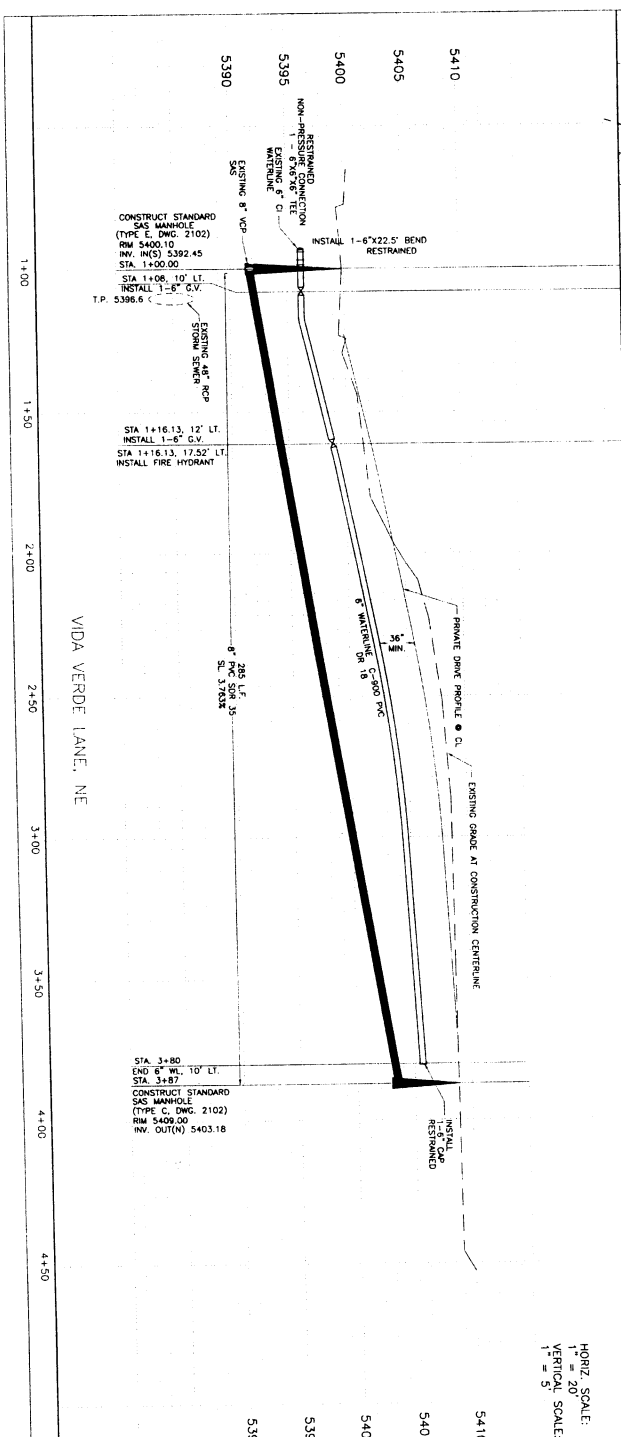 HORIZ. SCALE:
1" = 20'
VERTICAL SCALE:
1" = 5'
5410
5405
5400
5395
5390
5410
540
540
539
539
INSTALL 1-6"X22.5° BEND
RESTRAINED
RESTRAINED
NON-PRESSURE CONNECTION
1 - 6"X6"X6" TEE
EXISTING 6" CI
WATERLINE
EXISTING 8" VCP
SAS
CONSTRUCT STANDARD
SAS MANHOLE
(TYPE E, DWG. 2102)
RIM 5400.10
INV. IN(S) 5392.45
STA. 1+00.00
STA 1+08, 10' LT.
INSTALL 1-6" G.V.
T.P. 5396.6
EXISTING 48" RCP
STORM SEWER
STA 1+16.13, 12' LT.
INSTALL 1-6" G.V.
STA 1+16.13, 17.52' LT.
INSTALL FIRE HYDRANT
PRIVATE DRIVE PROFILE @ CL
EXISTING GRADE AT CONSTRUCTION CENTERLINE
36"
MIN.
6" WATERLINE C-900 PVC
DR 18
285 L.F.
8" PVC SDR 35
SL 3.763%
STA. 3+80
END 6" WL, 10' LT.
STA. 3+87
CONSTRUCT STANDARD
SAS MANHOLE
(TYPE C, DWG. 2102)
RIM 5409.00
INV. OUT(N) 5403.18
INSTALL
1-6" CAP
RESTRAINED
VIDA VERDE LANE, NE
1+00
1+50
2+00
2+50
3+00
3+50
4+00
4+50